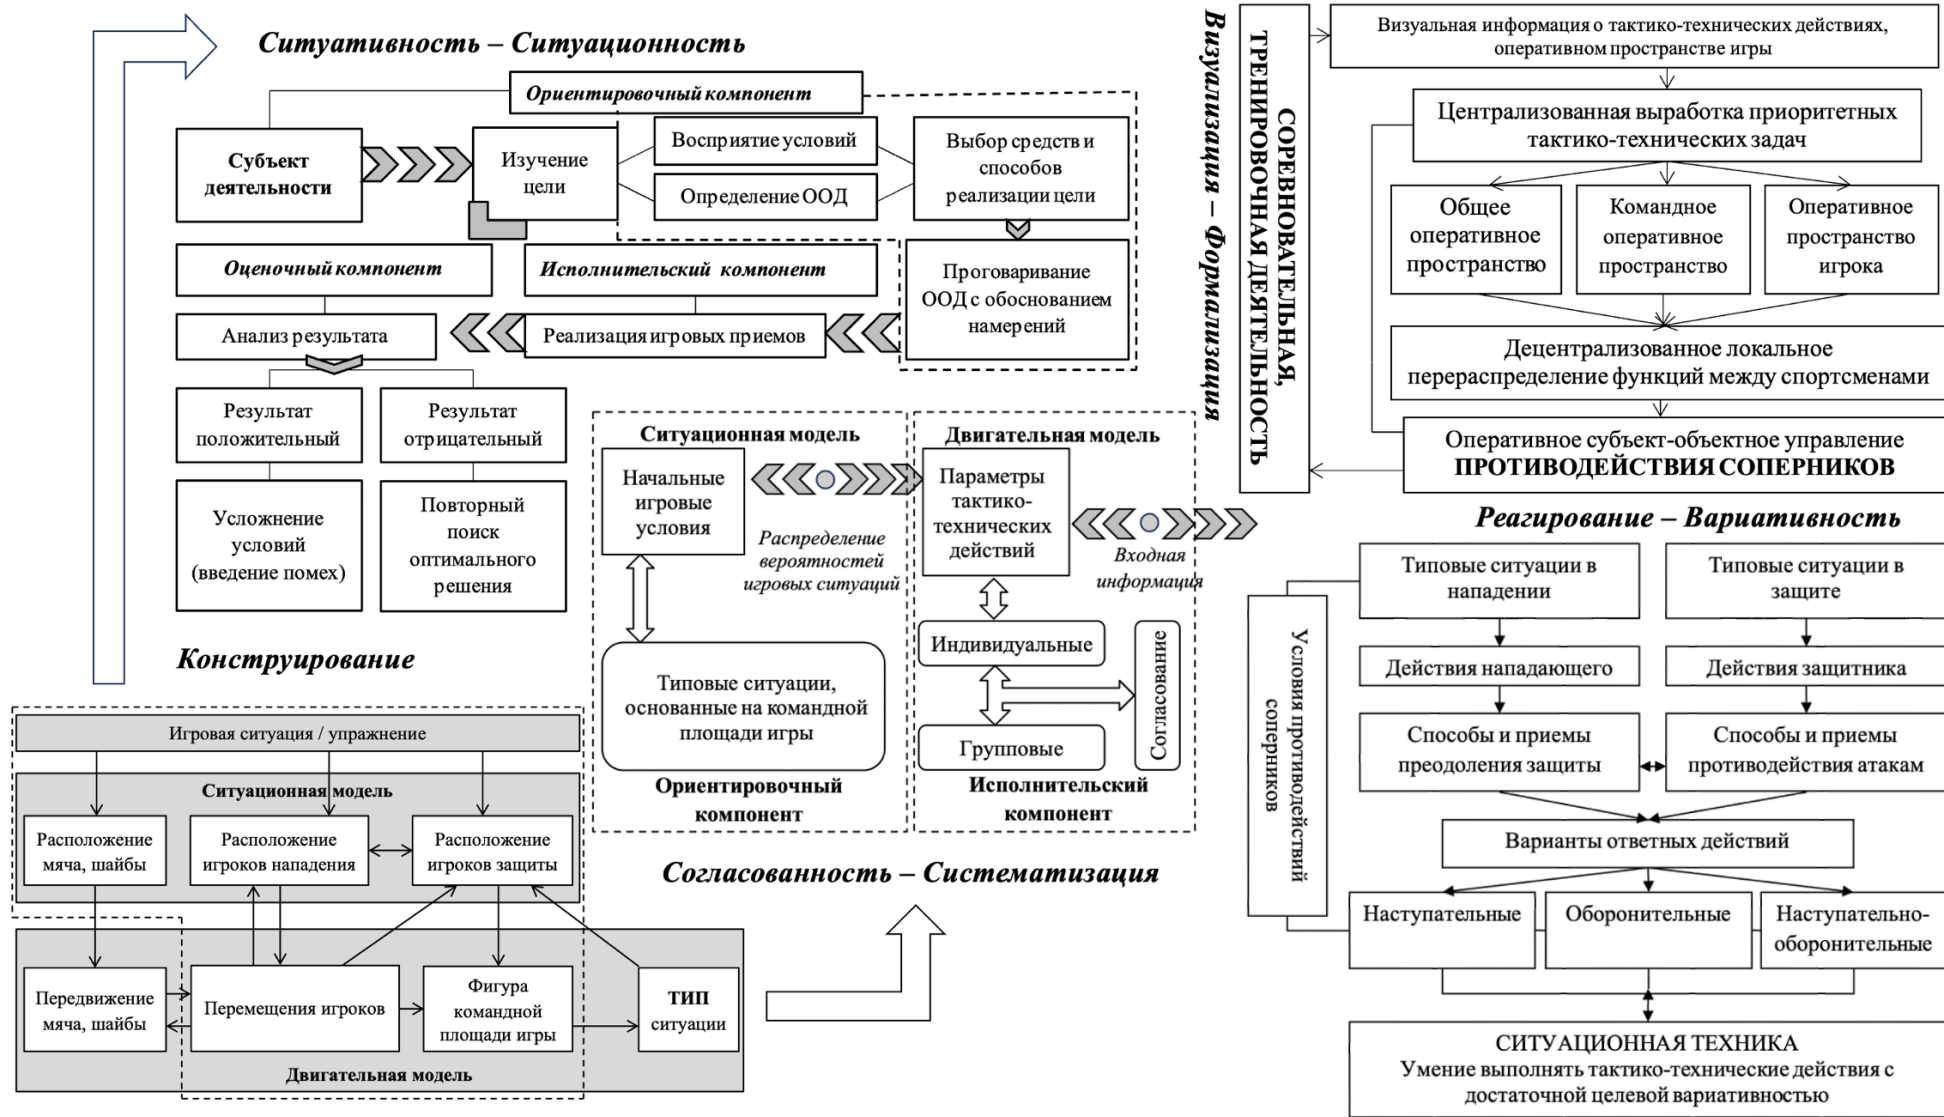 Ситуативность – Ситуационность
Ориентировочный компонент
Субъект
деятельности
Изучение
цели
Восприятие условий
Определение ООД
Выбор средств и
способов
реализации цели
Оценочный компонент
Исполнительский компонент
Проговаривание
ООД с обоснованием
намерений
Анализ результата
Реализация игровых приемов
Результат
положительный
Результат
отрицательный
Усложнение
условий
(введение помех)
Повторный
поиск
оптимального
решения
Конструирование
Игровая ситуация / упражнение
Ситуационная модель
Расположение
мяча, шайбы
Расположение
игроков нападения
Расположение
игроков защиты
Передвижение
мяча, шайбы
Перемещения игроков
Фигура
командной
площади игры
ТИП
ситуации
Двигательная модель
Ситуационная модель
Начальные
игровые
условия
Распределение
вероятностей
игровых ситуаций
Типовые ситуации,
основанные на командной
площади игры
Ориентировочный
компонент
Двигательная модель
Параметры
тактико-
технических
действий
Входная
информация
Индивидуальные
Групповые
Согласование
Исполнительский
компонент
Согласованность – Систематизация
Визуализация – Формализация
СОРЕВНОВАТЕЛЬНАЯ,
ТРЕНИРОВОЧНАЯ ДЕЯТЕЛЬНОСТЬ
Визуальная информация о тактико-технических действиях,
оперативном пространстве игры
Централизованная выработка приоритетных
тактико-технических задач
Общее
оперативное
пространство
Командное
оперативное
пространство
Оперативное
пространство
игрока
Децентрализованное локальное
перераспределение функций между спортсменами
Оперативное субъект-объектное управление
ПРОТИВОДЕЙСТВИЯ СОПЕРНИКОВ
Реагирование – Вариативность
Условия противодействий
соперников
Типовые ситуации в
нападении
Типовые ситуации в
защите
Действия нападающего
Действия защитника
Способы и приемы
преодоления защиты
Способы и приемы
противодействия атакам
Варианты ответных действий
Наступательные
Оборонительные
Наступательно-
оборонительные
СИТУАЦИОННАЯ ТЕХНИКА
Умение выполнять тактико-технические действия с
достаточной целевой вариативностью